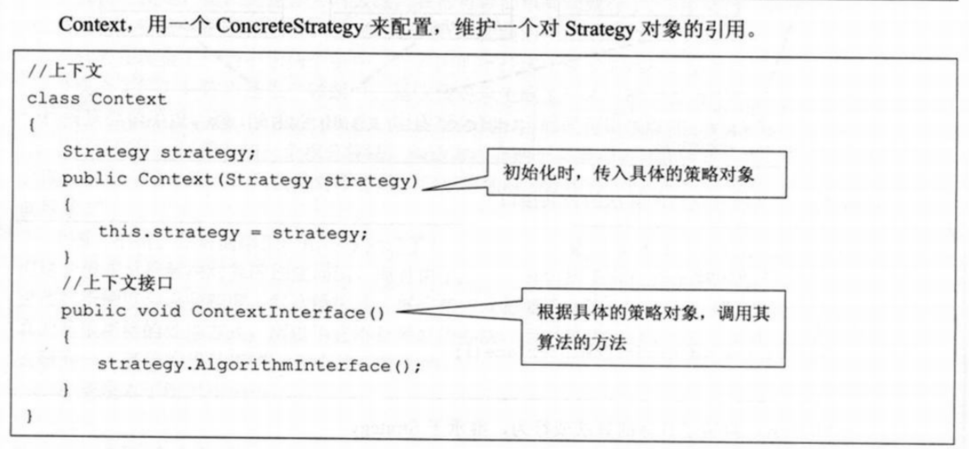 Context，用一个 ConcreteStrategy 来配置，维护一个对 Strategy 对象的引用。
//上下文
class Context
{
Strategy strategy;
public Context(Strategy strategy)
初始化时，传入具体的策略对象
{
this.strategy = strategy;
}
//上下文接口
public void ContextInterface()
根据具体的策略对象，调用其
算法的方法
{
strategy.AlgorithmInterface();
}
}